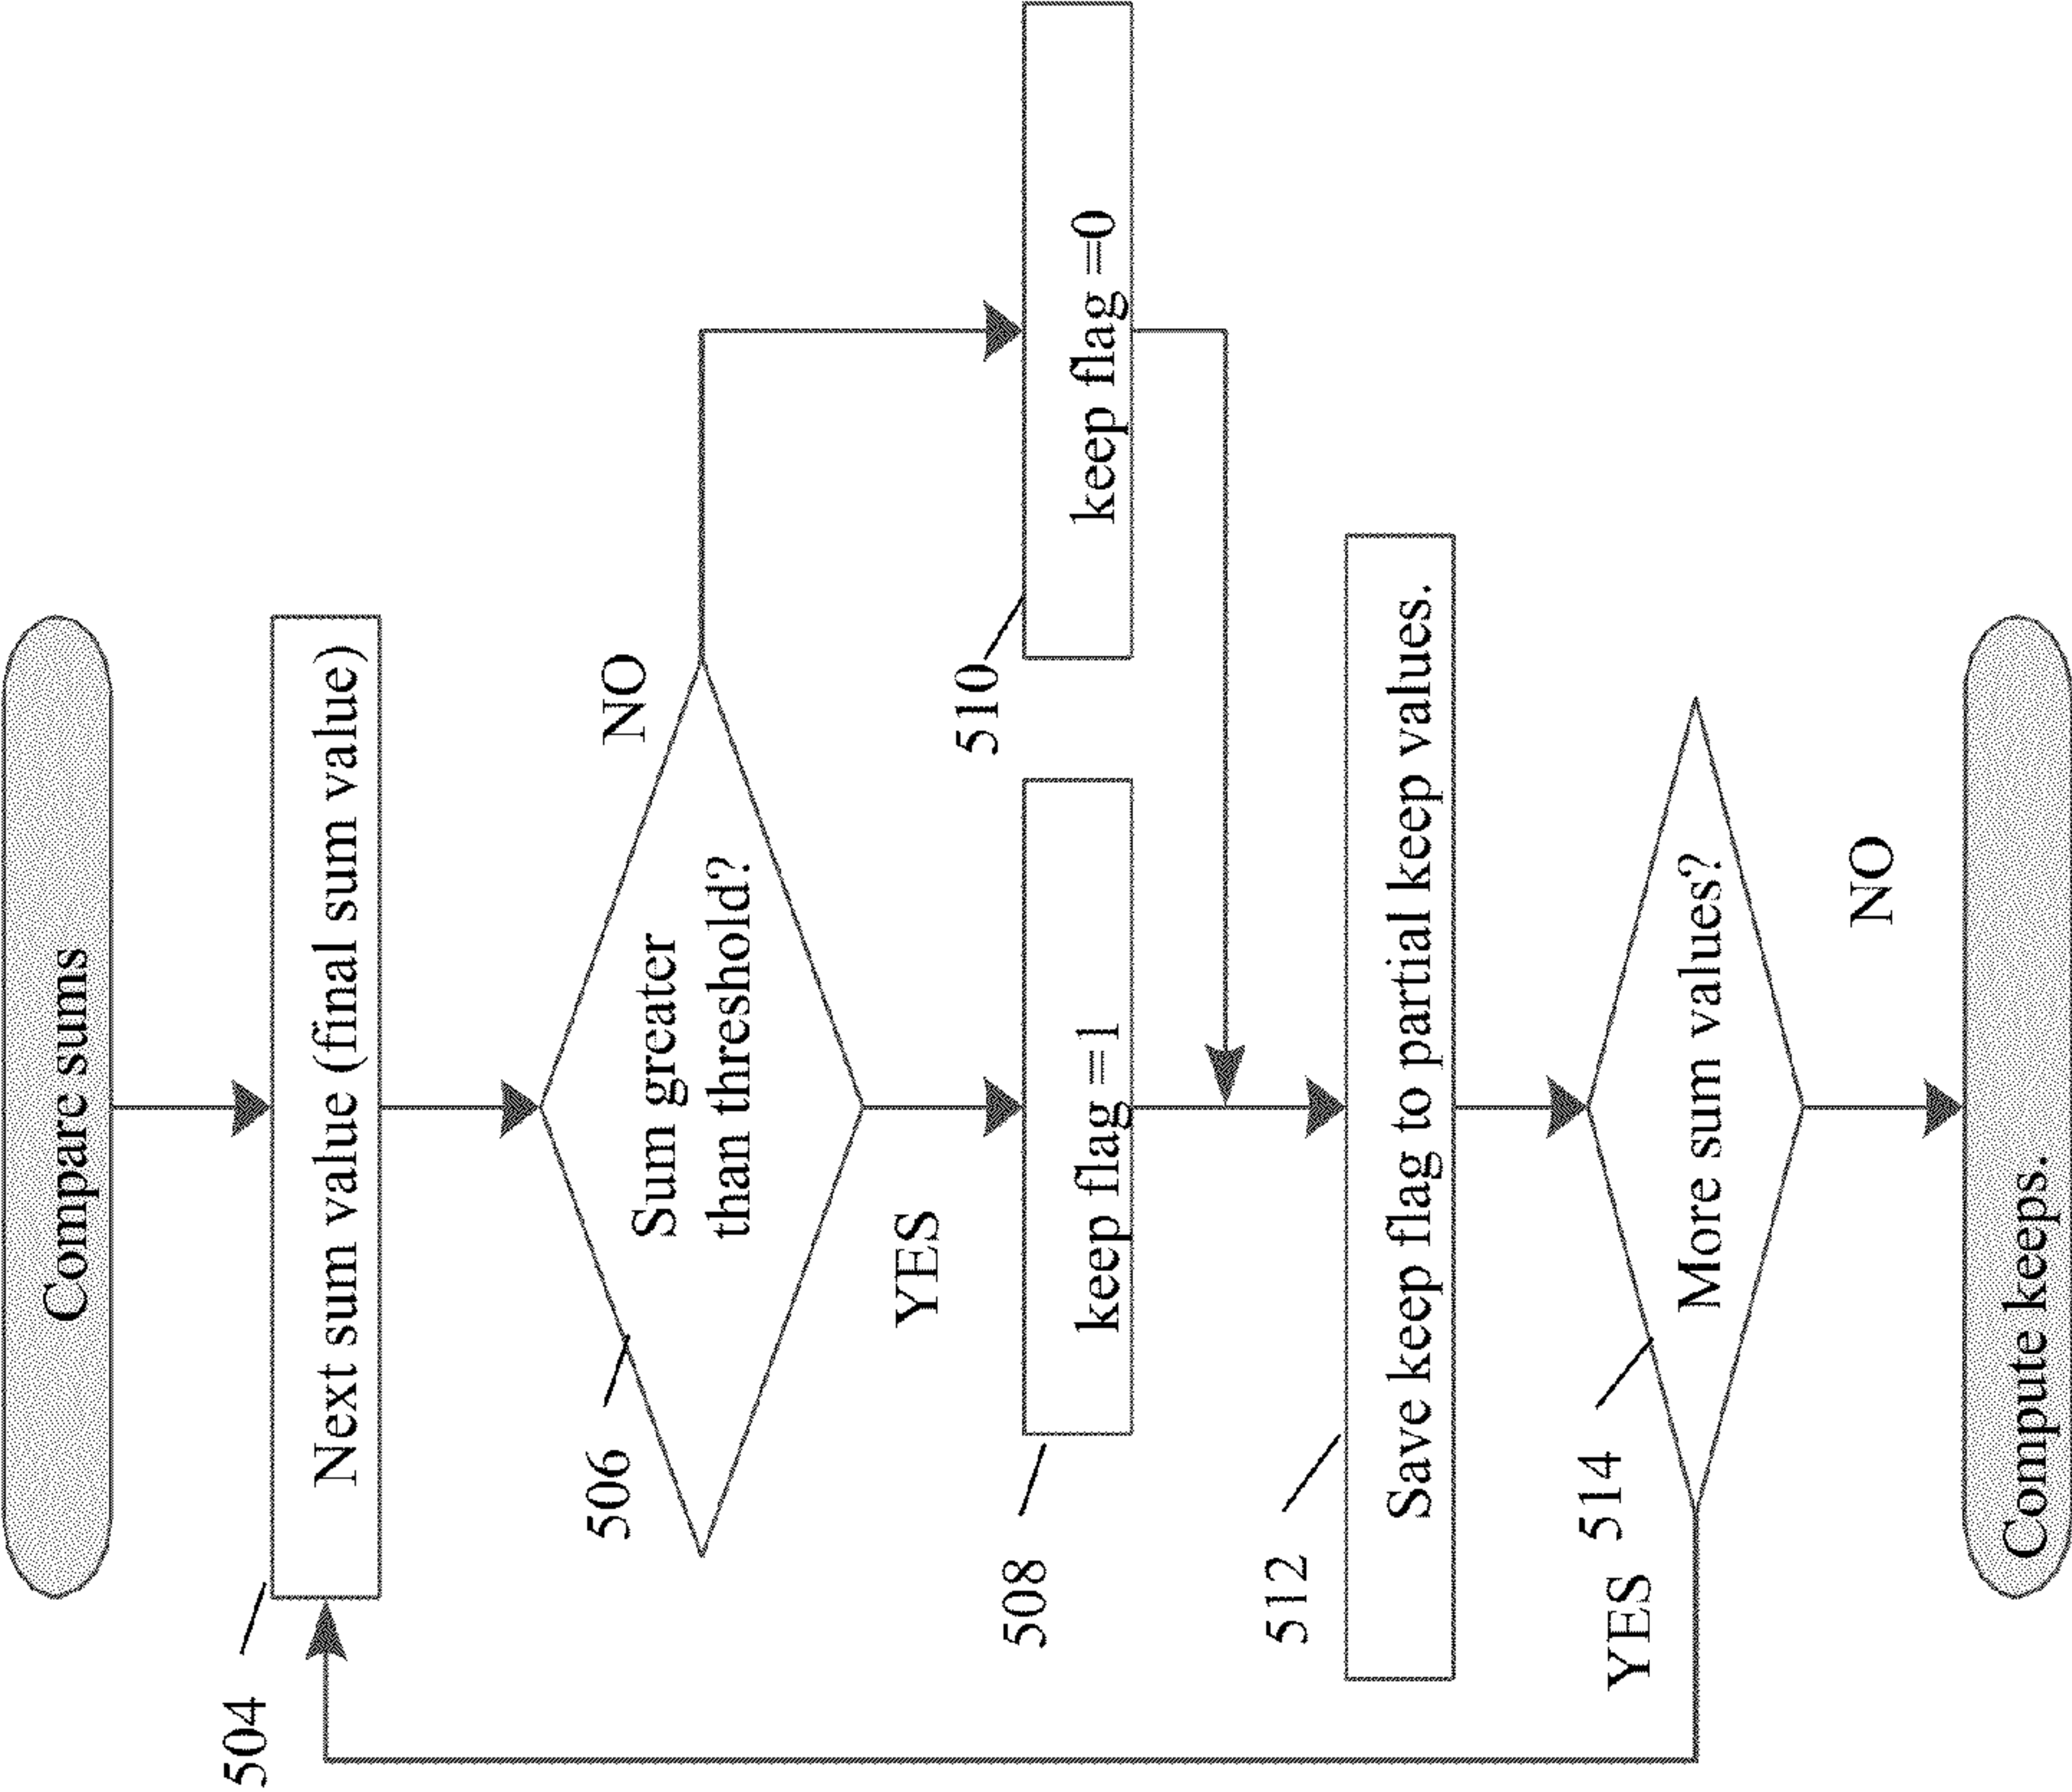 Compare sums
504
Next sum value (final sum value)
506
Sum greater
than threshold?
NO
YES
508
keep flag =1
510
keep flag =0
512
Save keep flag to partial keep values.
514
More sum values?
YES
NO
Compute keeps.